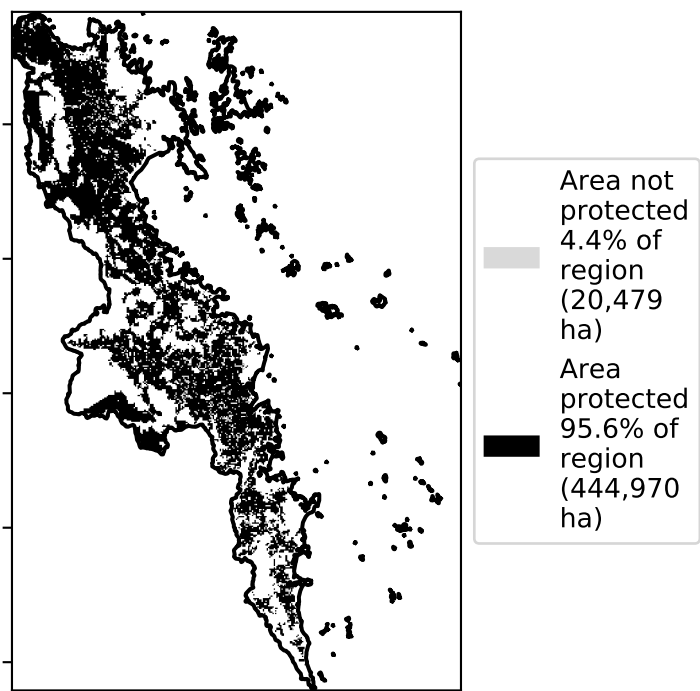 Area not
protected
4.4% of
region
(20,479
ha)
Area
protected
95.6% of
region
(444,970
ha)